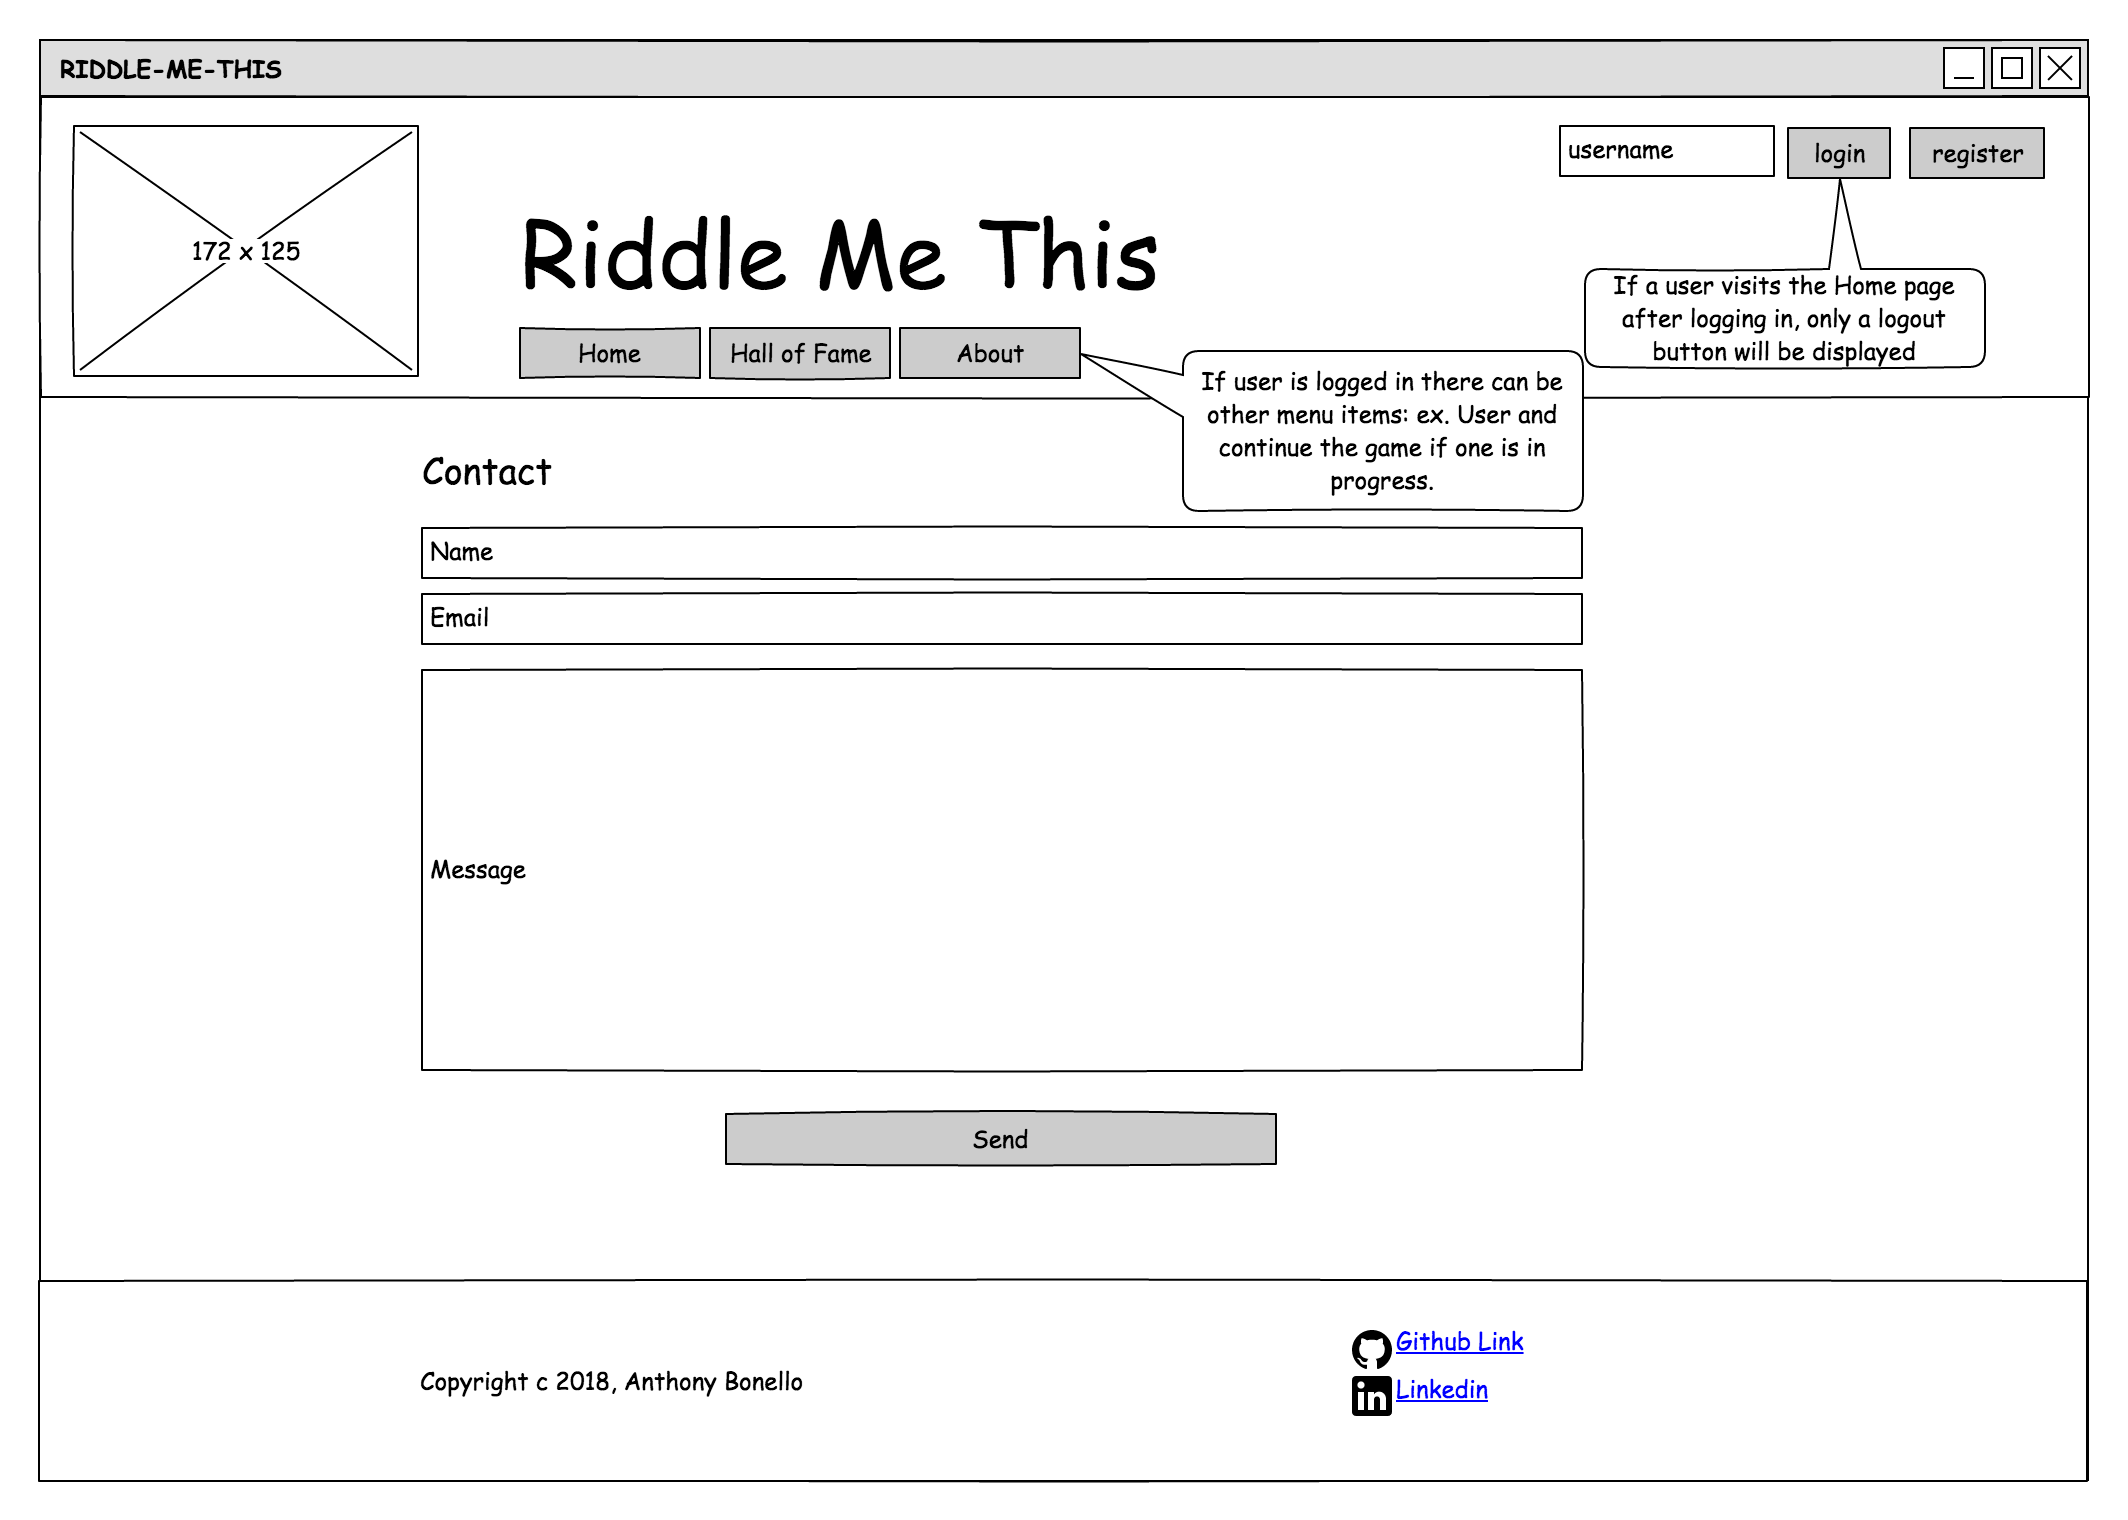 RIDDLE-ME-THIS
172 x 125
username
login
register
Riddle Me This
If a user visits the Home page
after logging in, only a logout
button will be displayed
Home
Hall of Fame
About
If user is logged in there can be
other menu items: ex. User and
continue the game if one is in
progress.
Contact
Name
Email
Message
Send
Copyright c 2018, Anthony Bonello
Github Link
in
Linkedin